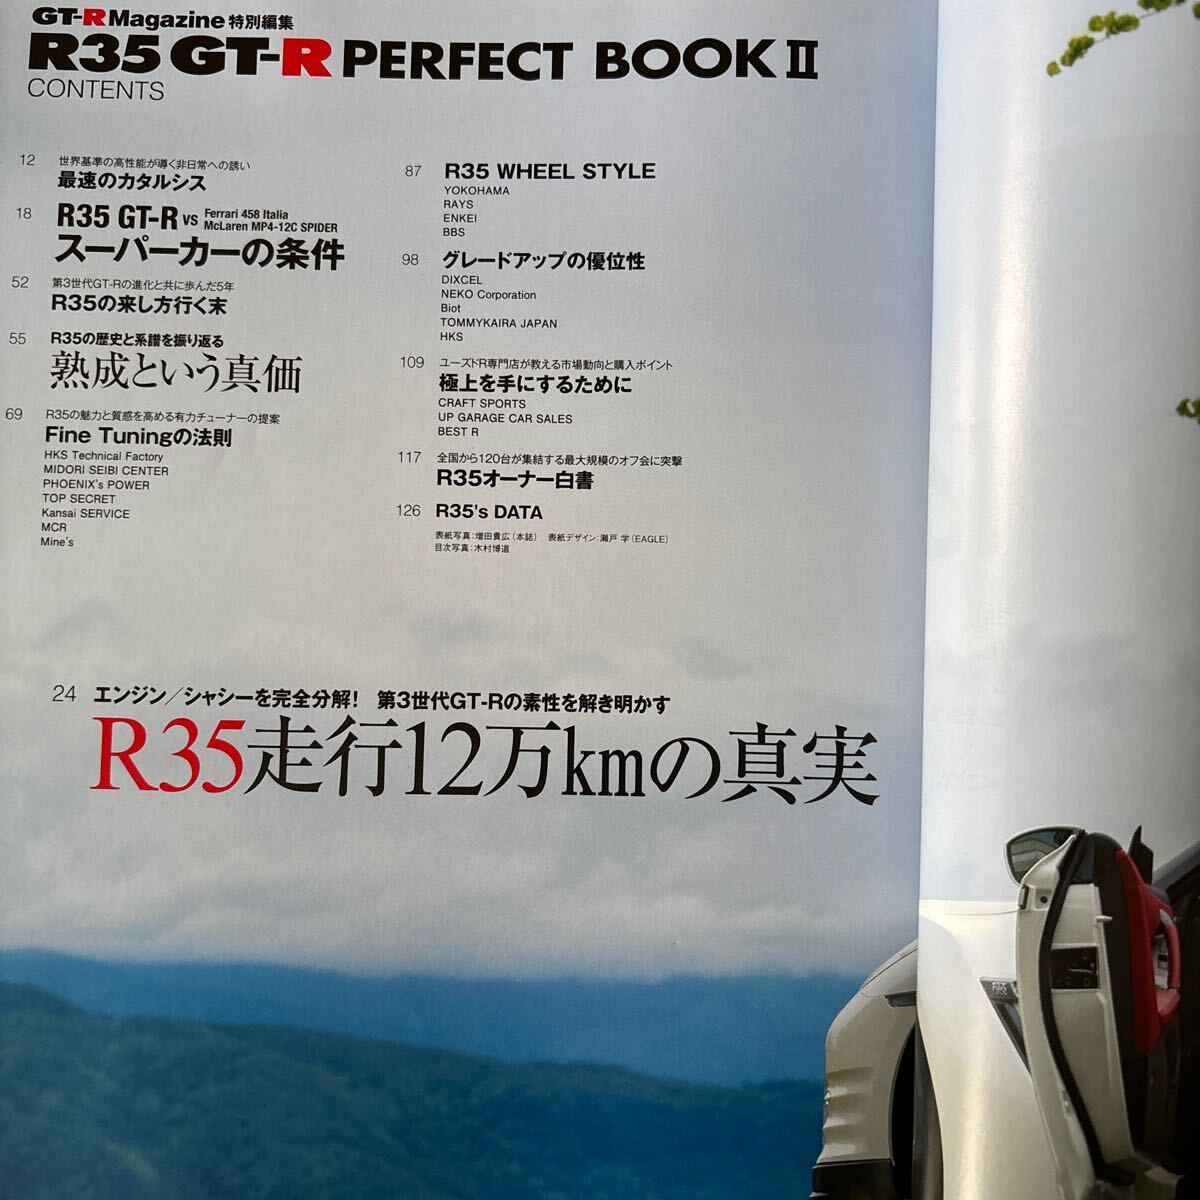 GT-R Magazine 特別編集
R35 GT-R PERFECT BOOK II
CONTENTS
12 世界基準の高性能が導く非日常への誘い
最速のカタルシス
18 R35 GT-R vs Ferrari 458 Italia
McLaren MP4-12C SPIDER
スーパーカーの条件
52 第3世代GT-Rの進化と共に歩んだ5年
R35の来し方行く末
55 R35の歴史と系譜を振り返る
熟成という真価
69 R35の魅力と質感を高める有力チューナーの提案
Fine Tuningの法則
HKS Technical Factory
MIDORI SEIBI CENTER
PHOENIX's POWER
TOP SECRET
Kansai SERVICE
MCR
Mine's
87 R35 WHEEL STYLE
YOKOHAMA
RAYS
ENKEI
BBS
98 グレードアップの優位性
DIXCEL
NEKO Corporation
Biot
TOMMYKAIRA JAPAN
HKS
109 ユーズドR専門店が教える市場動向と購入ポイント
極上を手にするために
CRAFT SPORTS
UP GARAGE CAR SALES
BEST R
117 全国から120台が集結する最大規模のオフ会に突撃
R35オーナー白書
126 R35's DATA
表紙写真：増田貴広（本誌） 表紙デザイン：瀬戸 学（EAGLE）
目次写真：木村博道
24 エンジン／シャシーを完全分解！ 第3世代GT-Rの素性を解き明かす
R35走行12万kmの真実